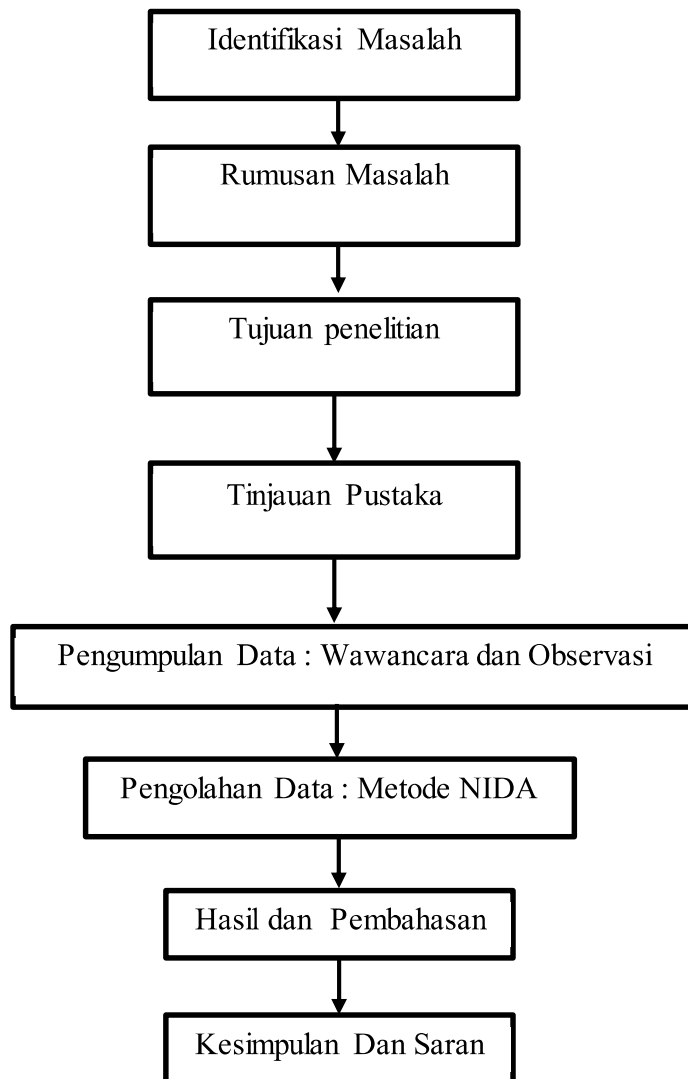 Identifikasi Masalah
Rumusan Masalah
Tujuan penelitian
Tinjauan Pustaka
Pengumpulan Data : Wawancara dan Observasi
Pengolahan Data : Metode NIDA
Hasil dan Pembahasan
Kesimpulan Dan Saran